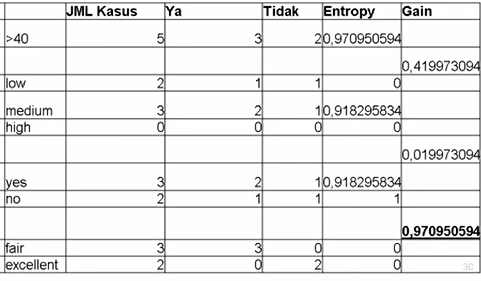 JML Kasus Ya Tidak Entropy Gain
>40 5 3 2 0,970950594
0,419973094
low 2 1 1 0
medium 3 2 1 0,918295834
high 0 0 0 0
0,019973094
yes 3 2 1 0,918295834
no 2 1 1 1
0,970950594
fair 3 3 0 0
excellent 2 0 2 0
30